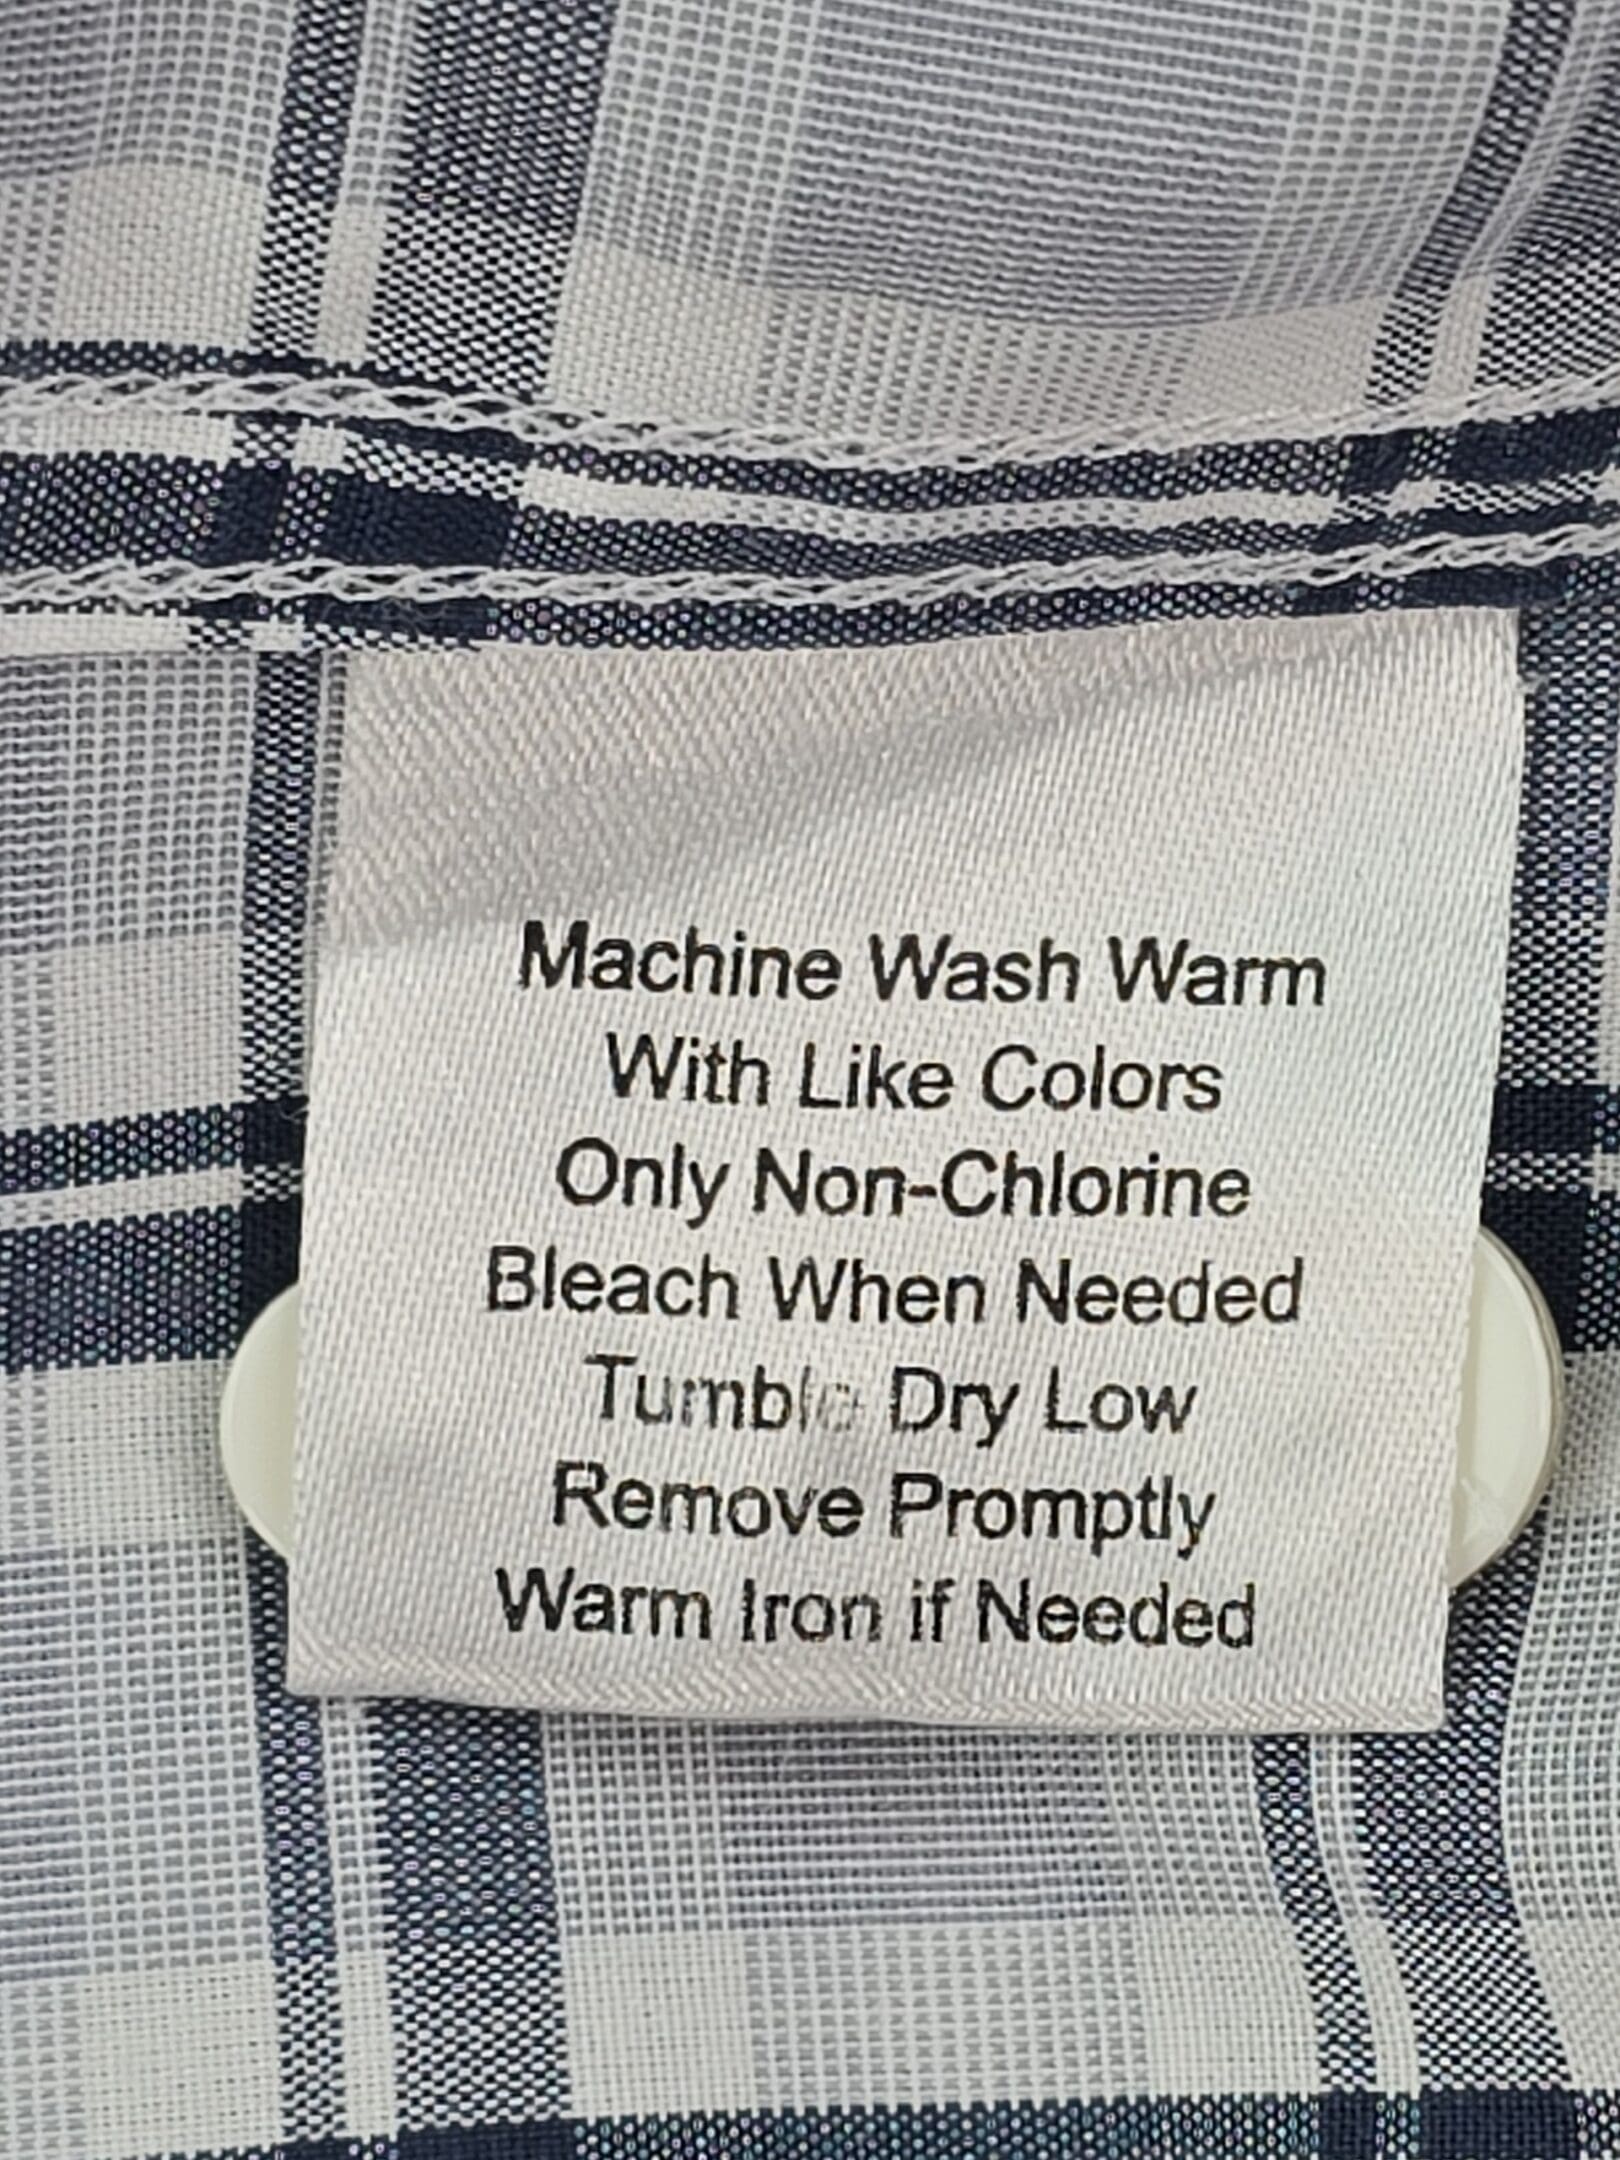 Machine Wash Warm
With Like Colors
Only Non-Chlorine
Bleach When Needed
Tumble Dry Low
Remove Promptly
Warm Iron if Needed